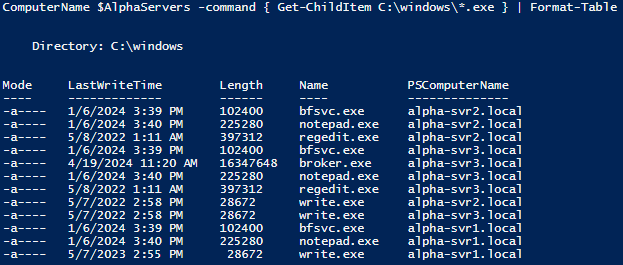 ComputerName $AlphaServers -command { Get-ChildItem C:\windows\*.exe } | Format-Table
Directory: C:\windows
Mode LastWriteTime Length Name PSComputerName
---- ------------- ------ ---- --------------
-a---- 1/6/2024 3:39 PM 102400 bfsvc.exe alpha-svr2.local
-a---- 1/6/2024 3:40 PM 225280 notepad.exe alpha-svr2.local
-a---- 5/8/2022 1:11 AM 397312 regedit.exe alpha-svr2.local
-a---- 1/6/2024 3:39 PM 102400 bfsvc.exe alpha-svr3.local
-a---- 4/19/2024 11:20 AM 16347648 broker.exe alpha-svr3.local
-a---- 1/6/2024 3:40 PM 225280 notepad.exe alpha-svr3.local
-a---- 5/8/2022 1:11 AM 397312 regedit.exe alpha-svr3.local
-a---- 5/7/2022 2:58 PM 28672 write.exe alpha-svr2.local
-a---- 5/7/2022 2:58 PM 28672 write.exe alpha-svr3.local
-a---- 1/6/2024 3:39 PM 102400 bfsvc.exe alpha-svr1.local
-a---- 1/6/2024 3:40 PM 225280 notepad.exe alpha-svr1.local
-a---- 5/7/2023 2:55 PM 28672 write.exe alpha-svr1.local